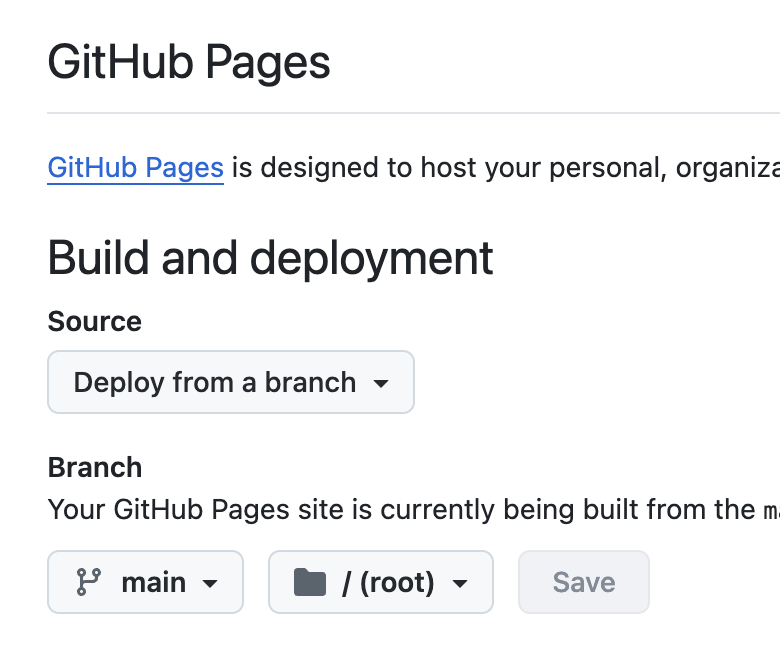 GitHub Pages
GitHub Pages is designed to host your personal,
Build and deployment
Source
Deploy from a branch
Branch
Your GitHub Pages site is currently being built from the
main
/ (root)
Save